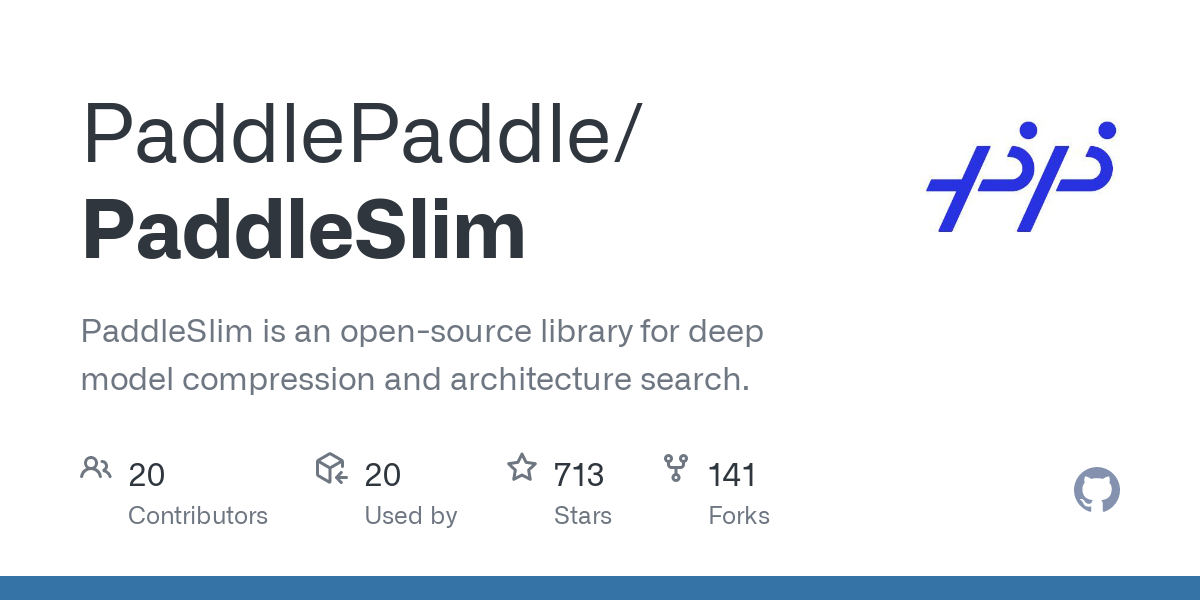 PaddlePaddle/
PaddleSlim
PaddleSlim is an open-source library for deep
model compression and architecture search.
20
Contributors
20
Used by
713
Stars
141
Forks